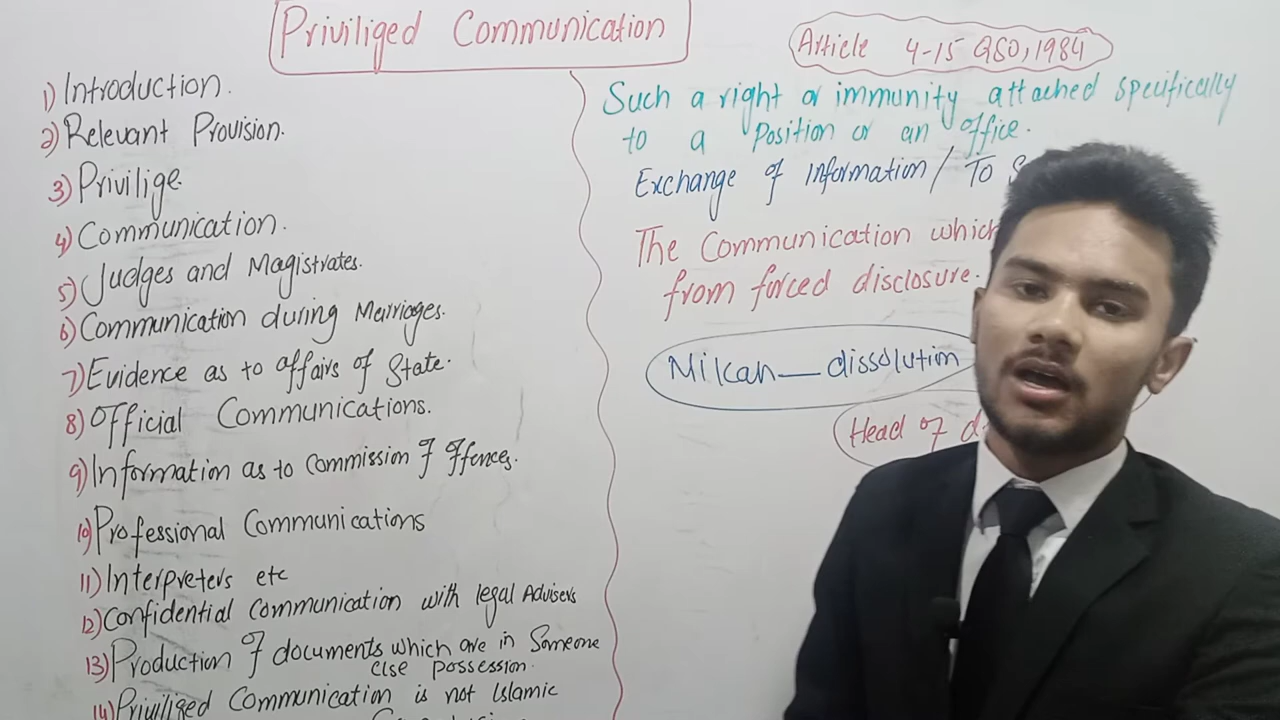 Priviliged Communication
Article 4-15 QSO, 1984
1) Introduction.
2) Relevant Provision.
3) Privilige.
4) Communication.
5) Judges and Magistrates.
6) Communication during Marriages.
7) Evidence as to affairs of State.
8) Official Communications.
9) Information as to Commission of offences.
10) Professional Communications
11) Interpreters etc
12) Confidential Communication with legal Advisers
13) Production of documents which are in Someone
else possession.
14) Priviliged Communication is not Islamic
Such a right or immunity attached specifically
to a Position or an office.
Exchange of Information / To
The Communication which
from forced disclosure.
Nikah — dissolution
Head of